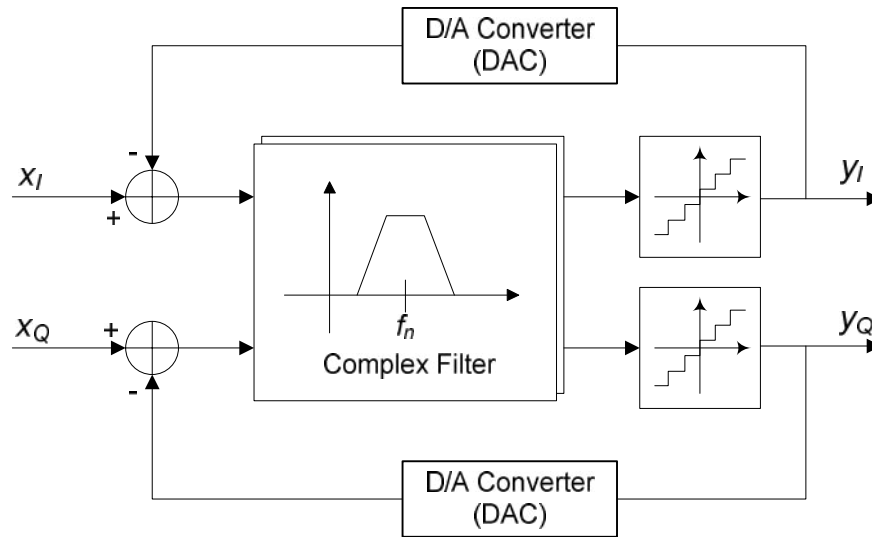 D/A Converter
(DAC)
-
x_I
+
y_I
f_n
Complex Filter
x_Q
+
-
y_Q
D/A Converter
(DAC)